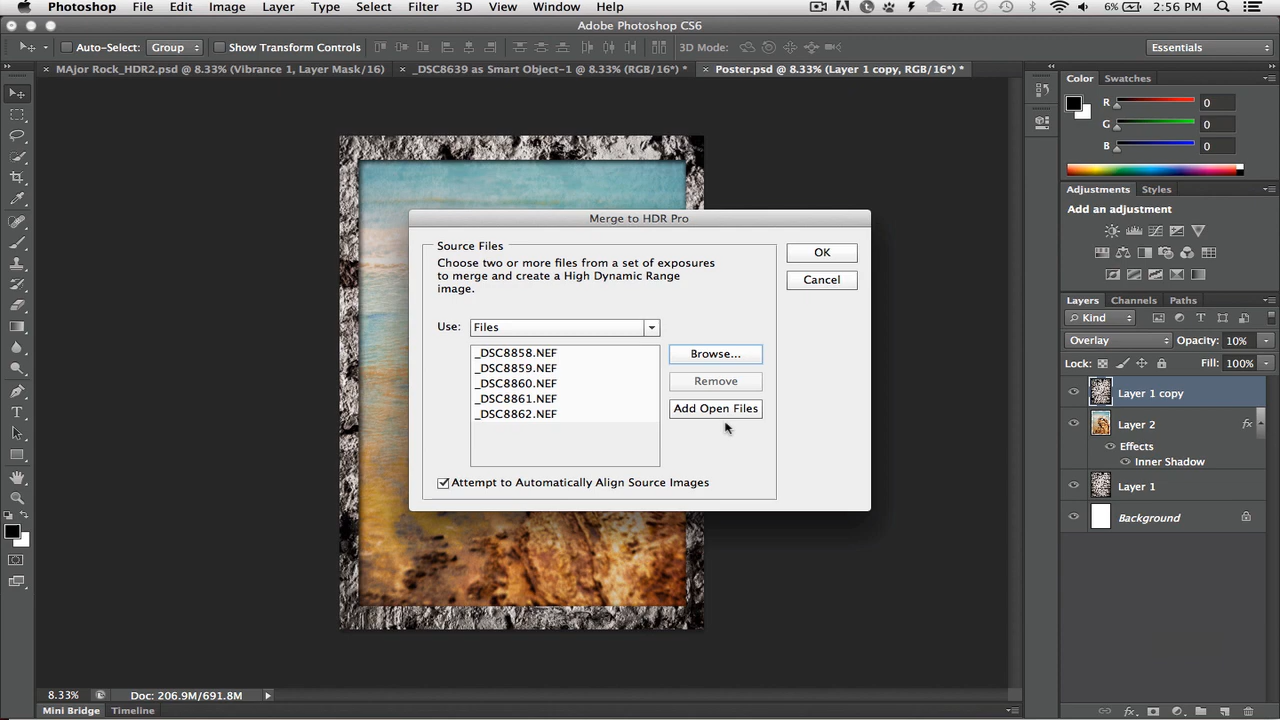 Photoshop File Edit Image Layer Type Select Filter 3D View Window Help 6% 2:56 PM
Adobe Photoshop CS6
Auto-Select: Group Show Transform Controls 3D Mode: Essentials
MAjor Rock_HDR2.psd @ 8.33% (Vibrance 1, Layer Mask/16) _DSC8639 as Smart Object-1 @ 8.33% (RGB/16*) * Poster.psd @ 8.33% (Layer 1 copy, RGB/16*) *
Color Swatches
R 0
G 0
B 0
Adjustments Styles
Add an adjustment
Layers Channels Paths
Kind
Overlay Opacity: 10%
Lock: Fill: 100%
Layer 1 copy
Layer 2 fx
Effects
Inner Shadow
Layer 1
Background
Merge to HDR Pro
Source Files
Choose two or more files from a set of exposures
to merge and create a High Dynamic Range
image.
OK
Cancel
Use: Files
_DSC8858.NEF
_DSC8859.NEF
_DSC8860.NEF
_DSC8861.NEF
_DSC8862.NEF
Browse...
Remove
Add Open Files
Attempt to Automatically Align Source Images
8.33% Doc: 206.9M/691.8M
Mini Bridge Timeline